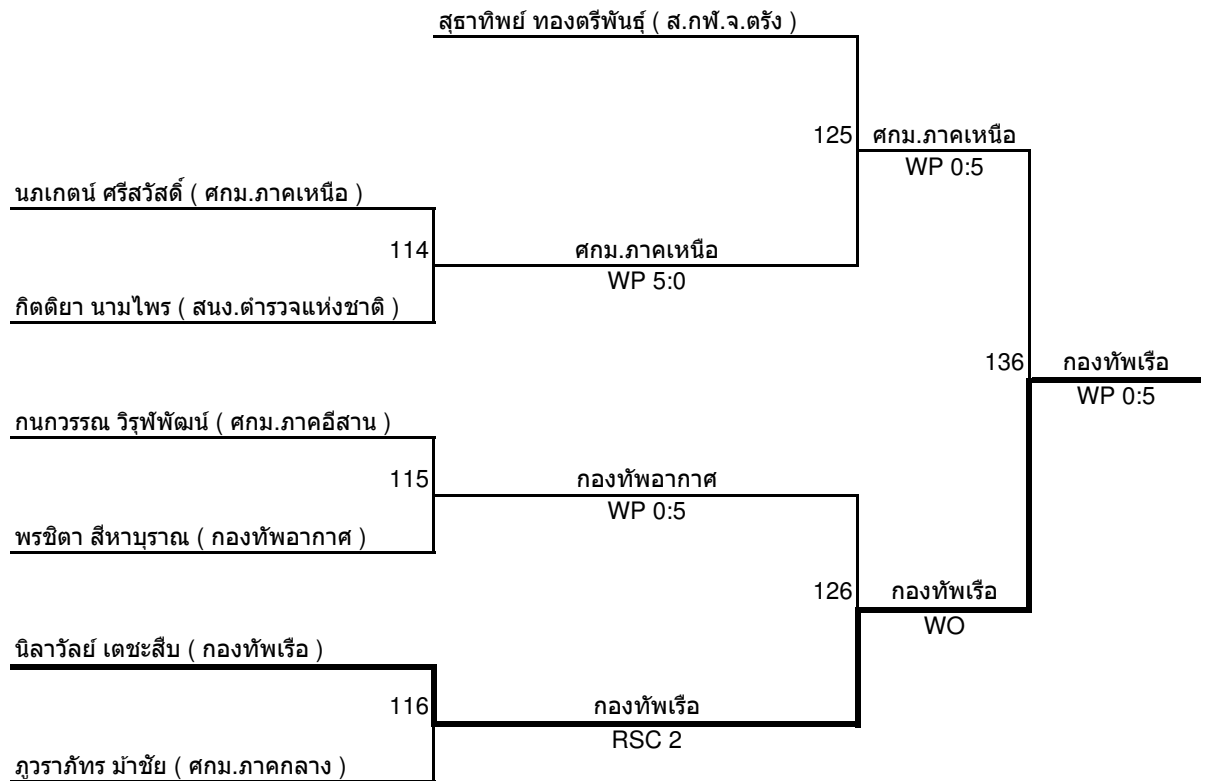 สุธาทิพย์ ทองตรีพันธุ์ ( ส.กฬ.จ.ตรัง )
125 ศกม.ภาคเหนือ
WP 0:5
นภเกตน์ ศรีสวัสดิ์ ( ศกม.ภาคเหนือ )
114 ศกม.ภาคเหนือ
WP 5:0
กิตติยา นามไพร ( สนง.ตำรวจแห่งชาติ )
136 กองทัพเรือ
WP 0:5
กนกวรรณ วิรุฬพัฒน์ ( ศกม.ภาคอีสาน )
115 กองทัพอากาศ
WP 0:5
พรชิตา สีหาบุราณ ( กองทัพอากาศ )
126 กองทัพเรือ
WO
นิลาวัลย์ เตชะสืบ ( กองทัพเรือ )
116 กองทัพเรือ
RSC 2
ภูวราภัทร ม้าชัย ( ศกม.ภาคกลาง )